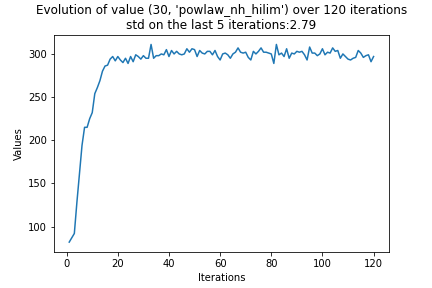 Evolution of value (30, 'powlaw_nh_hilim') over 120 iterations
std on the last 5 iterations:2.79
300
250
200
150
100
Values
0 20 40 60 80 100 120
Iterations